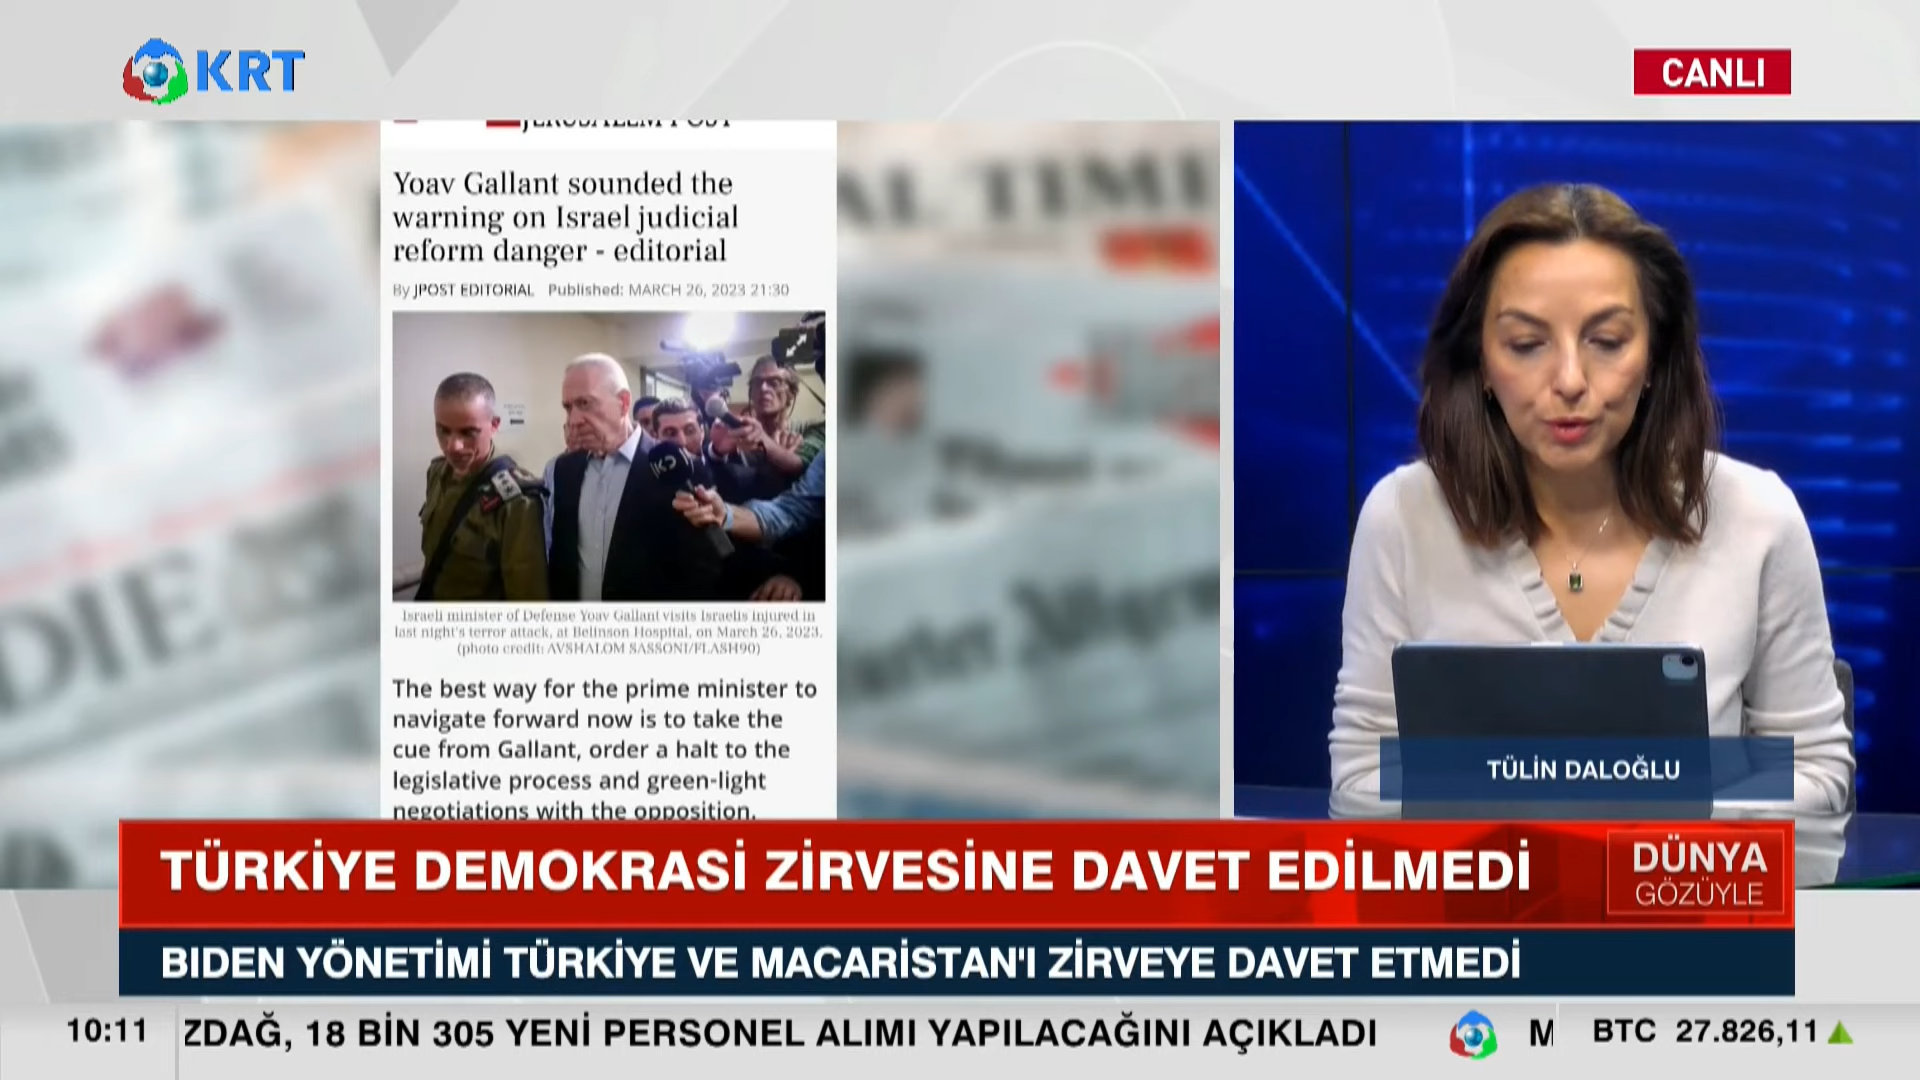 KRT
CANLI
JERUSALEM POST
Yoav Gallant sounded the
warning on Israel judicial
reform danger - editorial
By JPOST EDITORIAL Published: MARCH 26, 2023 21:30
Israeli minister of Defense Yoav Gallant visits Israelis injured in
last night's terror attack, at Belinson Hospital, on March 26, 2023.
(photo credit: AVSHALOM SASSONI/FLASH90)
The best way for the prime minister to
navigate forward now is to take the
cue from Gallant, order a halt to the
legislative process and green-light
negotiations with the opposition.
AL TIME
DIE
TÜLİN DALOĞLU
TÜRKİYE DEMOKRASİ ZİRVESİNE DAVET EDİLMEDİ
DÜNYA
GÖZÜYLE
BIDEN YÖNETİMİ TÜRKİYE VE MACARİSTAN'I ZİRVEYE DAVET ETMEDİ
10:11 ZDAĞ, 18 BİN 305 YENİ PERSONEL ALIMI YAPILACAĞINI AÇIKLADI M BTC 27.826,11